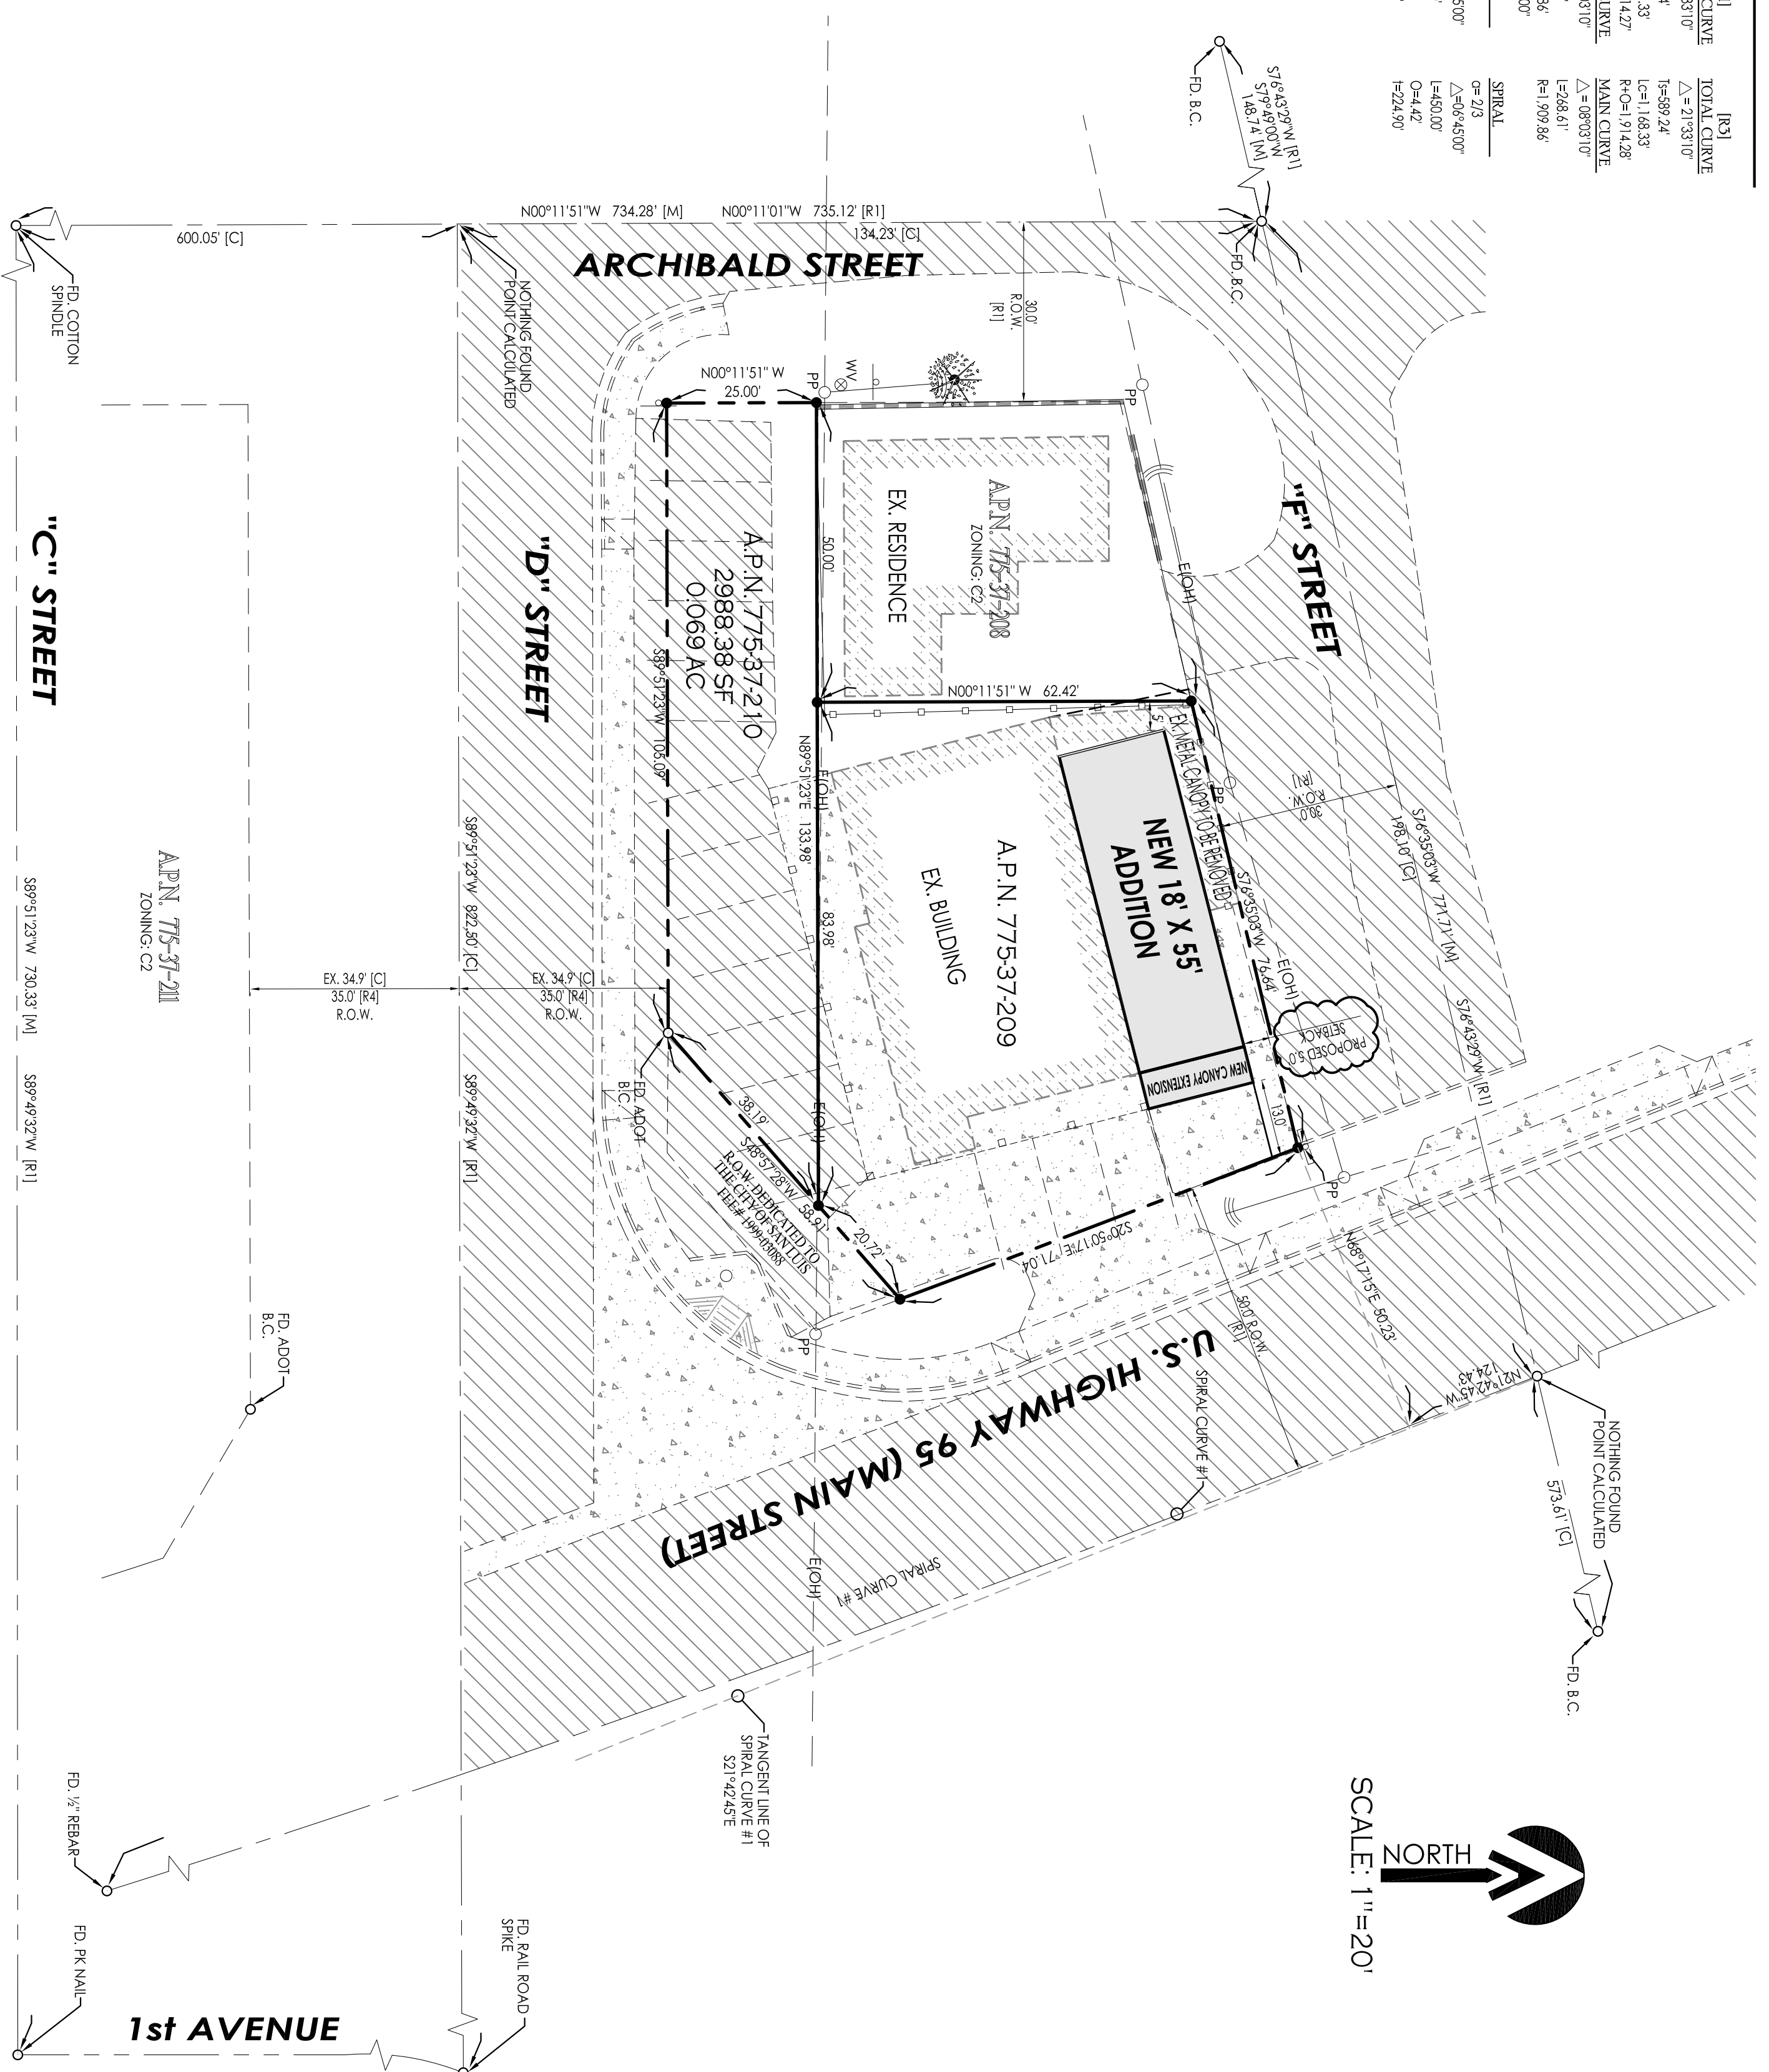 [R3]
TOTAL CURVE
△= 21°33'10"
Ts=589.24'
Lc=1,168.33'
R+O=1,914.28'
MAIN CURVE
△= 08°03'10"
L=268.61'
R=1,909.86'
SPIRAL
a= 2/3
△=06°45'00"
L=450.00'
O=4.42'
t=224.90'
CURVE
14.27'
FD. B.C.
S76°43'29"W [R1]
S79°49'00"W
148.74' [M]
FD. B.C.
N00°11'51"W 734.28' [M]
N00°11'01"W 735.12' [R1]
600.05' [C]
134.23' [C]
ARCHIBALD STREET
FD. COTTON
SPINDLE
NOTHING FOUND
POINT CALCULATED
30.0'
R.O.W.
[R1]
N00°11'51" W
25.00'
PP
WV
PP
"F" STREET
A.P.N. 775-37-208
ZONING: C2
EX. RESIDENCE
50.00'
E(OH)
A.P.N. 775-37-210
2988.38 SF
0.069 AC
S89°51'23"W 105.09'
"D" STREET
"C" STREET
N00°11'51" W 62.42'
5'
EX. METAL CANOPY TO BE REMOVED
NEW 18' X 55'
ADDITION
PP
30.0
R.O.W.
[R1]
S76°35'03"W 771.71' [M]
198.10' [C]
S76°43'29"W [R1]
S76°35'03"W 76.64'
E(OH)
PROPOSED 5.0'
SETBACK
NEW CANOPY EXTENSION
13.0'
A.P.N. 775-37-209
EX. BUILDING
E(OH)
N89°51'23"E 133.98'
83.98'
E(OH)
S89°51'23"W 822.50' [C]
S89°49'32"W [R1]
A.P.N. 775-37-211
ZONING: C2
S89°51'23"W 730.33' [M]
S89°49'32"W [R1]
EX. 34.9' [C]
35.0' [R4]
R.O.W.
EX. 34.9' [C]
35.0' [R4]
R.O.W.
FD. ADOT
B.C.
38.19'
S48°57'28"W 58.91'
20.72'
R.O.W. DEDICATED TO
THE CITY OF SAN LUIS
FEE# 1999-03088
S20°50'17"E 71.04'
PP
PP
N68°17'15"E 50.23'
50.0' R.O.W.
[R1]
N21°42'45"W
124.43'
NOTHING FOUND
POINT CALCULATED
573.61' [C]
FD. B.C.
SPIRAL CURVE #1
U.S. HIGHWAY 95 (MAIN STREET)
SPIRAL CURVE #1
E(OH)
FD. ADOT
B.C.
TANGENT LINE OF
SPIRAL CURVE #1
S21°42'45"E
NORTH
SCALE: 1"=20'
FD. ½" REBAR
FD. PK NAIL
FD. RAIL ROAD
SPIKE
1st AVENUE